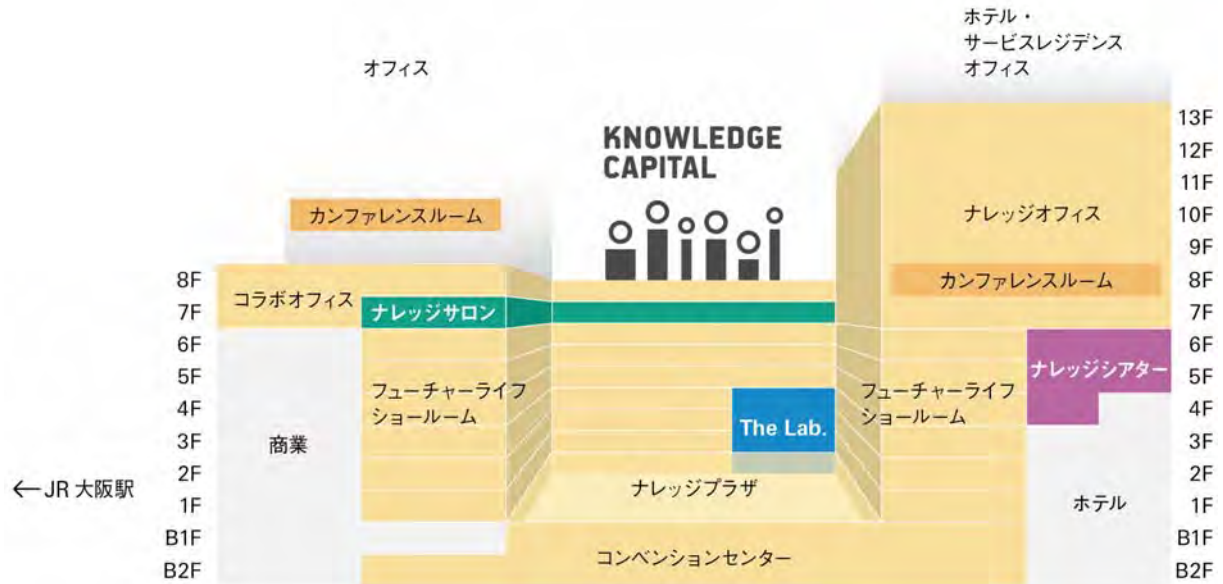 ホテル・
サービスレジデンス
オフィス
オフィス
KNOWLEDGE
CAPITAL
13F
12F
11F
10F
9F
8F
7F
6F
5F
4F
3F
2F
1F
B1F
B2F
カンファレンスルーム
ナレッジオフィス
カンファレンスルーム
8F
7F
6F
5F
4F
3F
2F
1F
B1F
B2F
コラボオフィス
ナレッジサロン
ナレッジシアター
フューチャーライフ
ショールーム
フューチャーライフ
ショールーム
The Lab.
商業
←JR 大阪駅
ナレッジプラザ
ホテル
コンベンションセンター